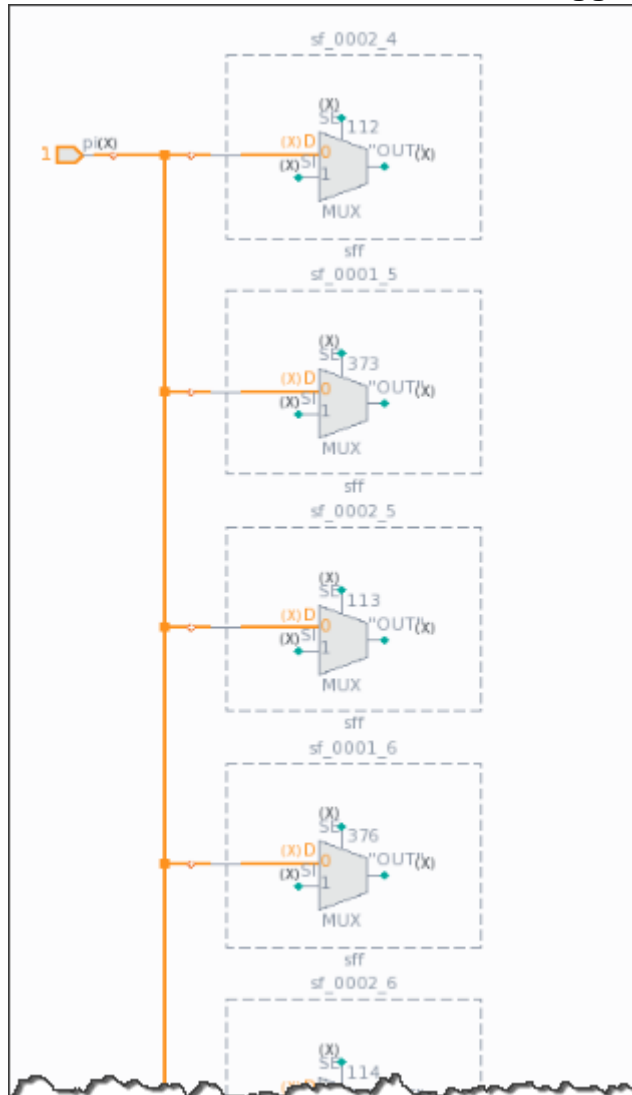 sf_0002_4
(X)
SE
112
1
pi(X)
(X) D
0
"OUT"(X)
(X) SI
1
MUX
sff
sf_0001_5
(X)
SE
373
(X) D
0
"OUT"(X)
(X) SI
1
MUX
sff
sf_0002_5
(X)
SE
113
(X) D
0
"OUT"(X)
(X) SI
1
MUX
sff
sf_0001_6
(X)
SE
376
(X) D
0
"OUT"(X)
(X) SI
1
MUX
sff
sf_0002_6
(X)
SE
114